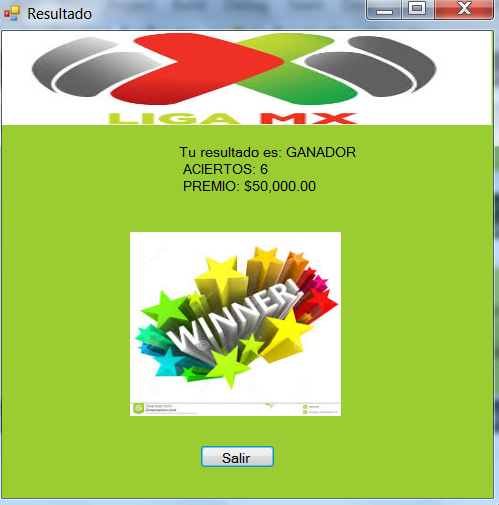 Resultado
LIGA MX
Tu resultado es: GANADOR
ACIERTOS: 6
PREMIO: $50,000.00
WINNER!
Salir